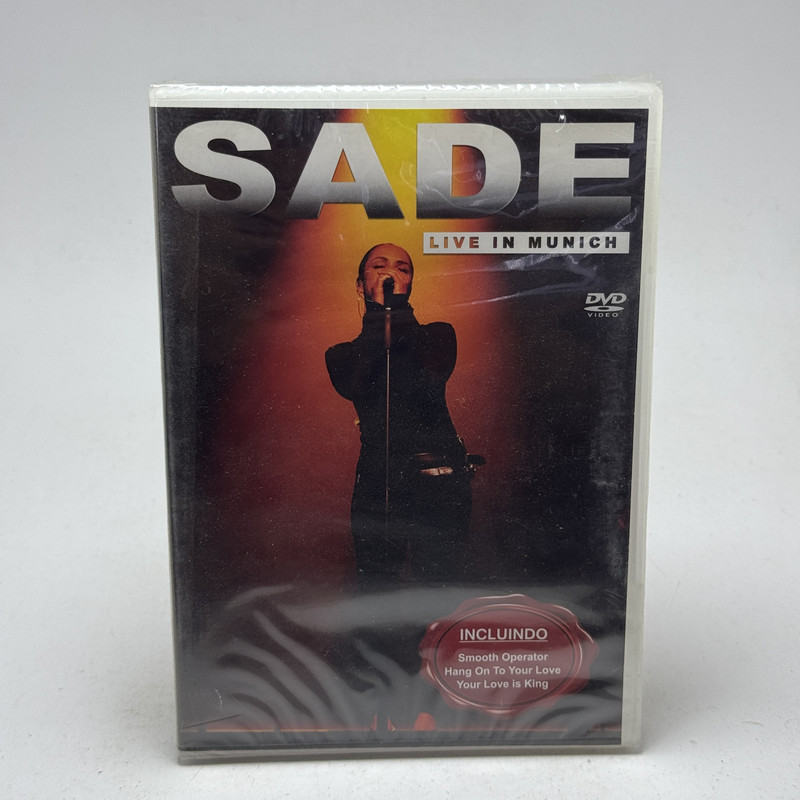 SADE
LIVE IN MUNICH
DVD
VIDEO
INCLUINDO
Smooth Operator
Hang On To Your Love
Your Love is King